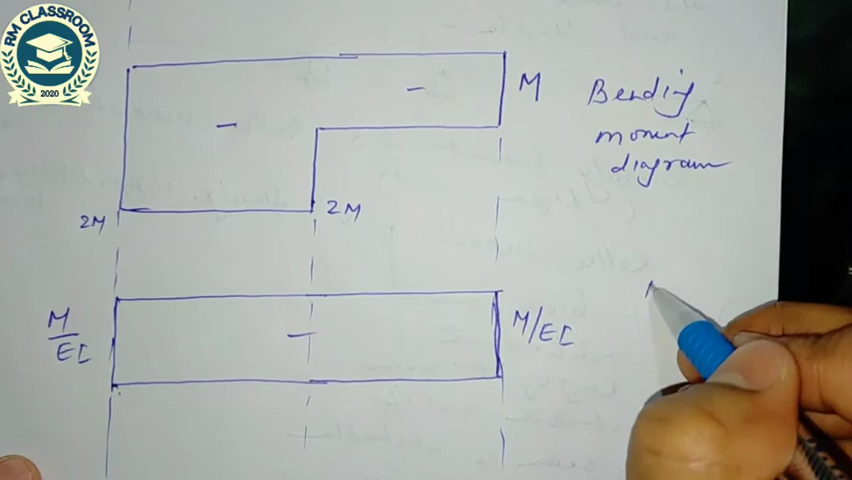 RM CLASSROOM
2020
M
Bending
moment
diagram
2M
2M
M
EI
M/EI
M